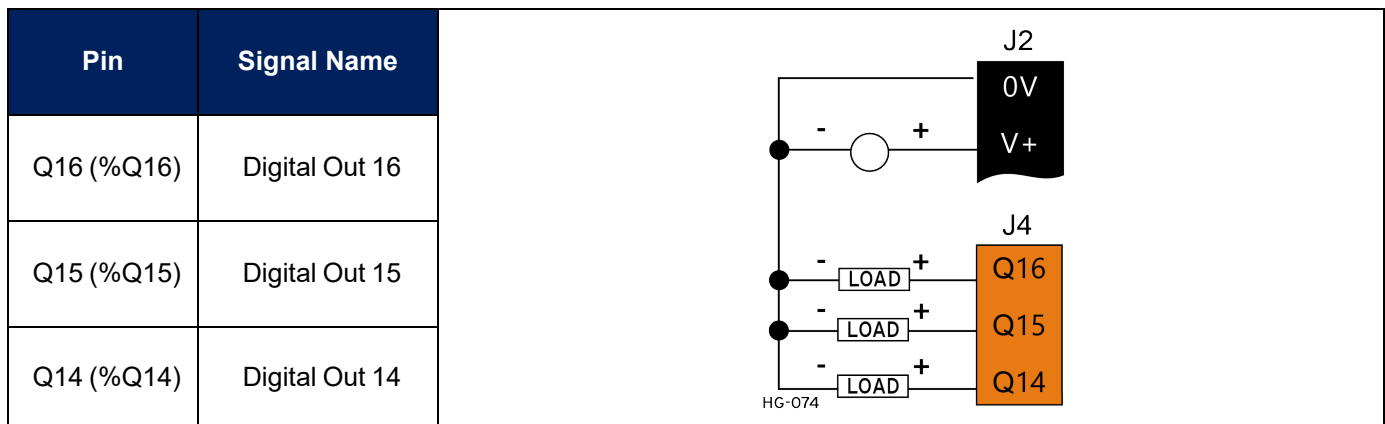 Pin Signal Name
Q16 (%Q16) Digital Out 16
Q15 (%Q15) Digital Out 15
Q14 (%Q14) Digital Out 14
J2
0V
- + V+
J4
- LOAD + Q16
- LOAD + Q15
- LOAD + Q14
HG-074